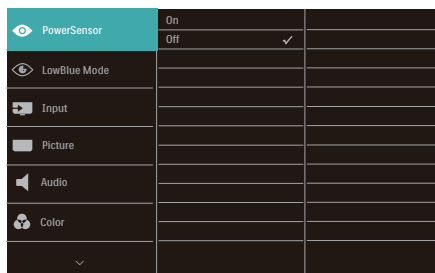 PowerSensor
On
Off
LowBlue Mode
Input
Picture
Audio
Color